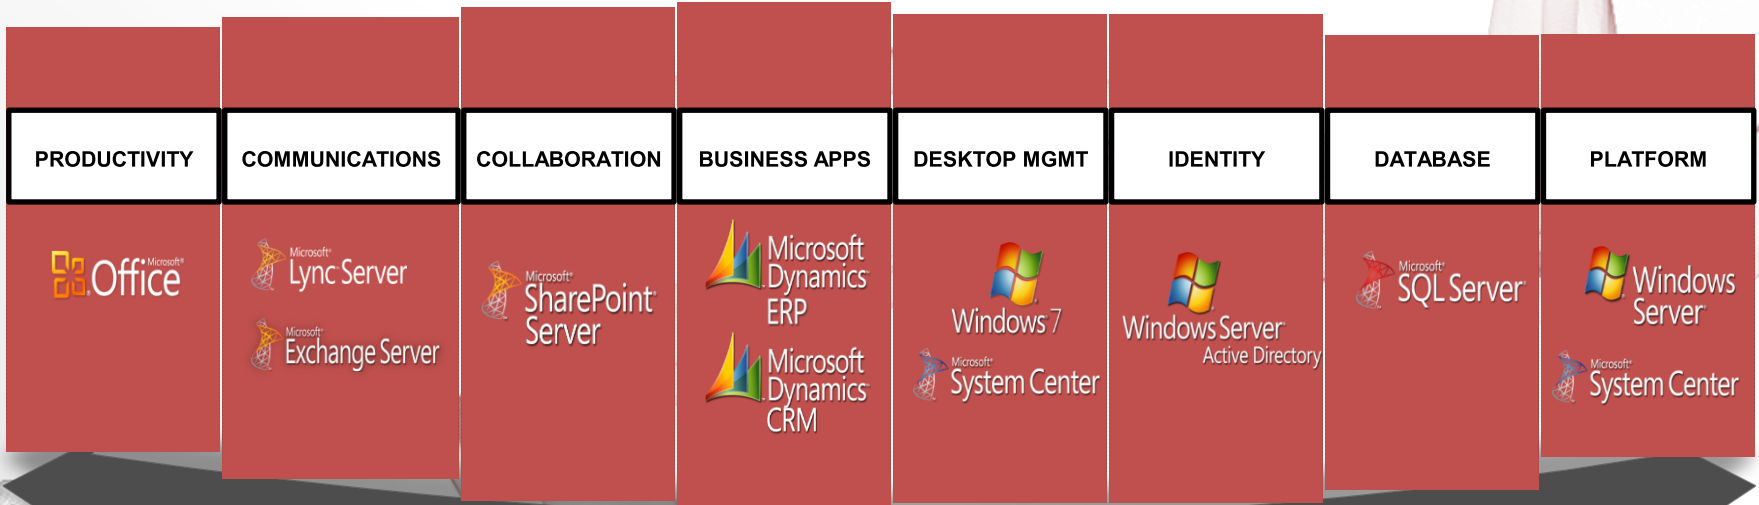 PRODUCTIVITY
COMMUNICATIONS
COLLABORATION
BUSINESS APPS
DESKTOP MGMT
IDENTITY
DATABASE
PLATFORM
Microsoft®
Office
Microsoft®
Lync Server
Microsoft®
Exchange Server
Microsoft®
SharePoint®
Server
Microsoft
Dynamics™
ERP
Microsoft
Dynamics™
CRM
Windows® 7
Microsoft®
System Center
Windows Server®
Active Directory
Microsoft®
SQL Server®
Windows
Server®
Microsoft®
System Center